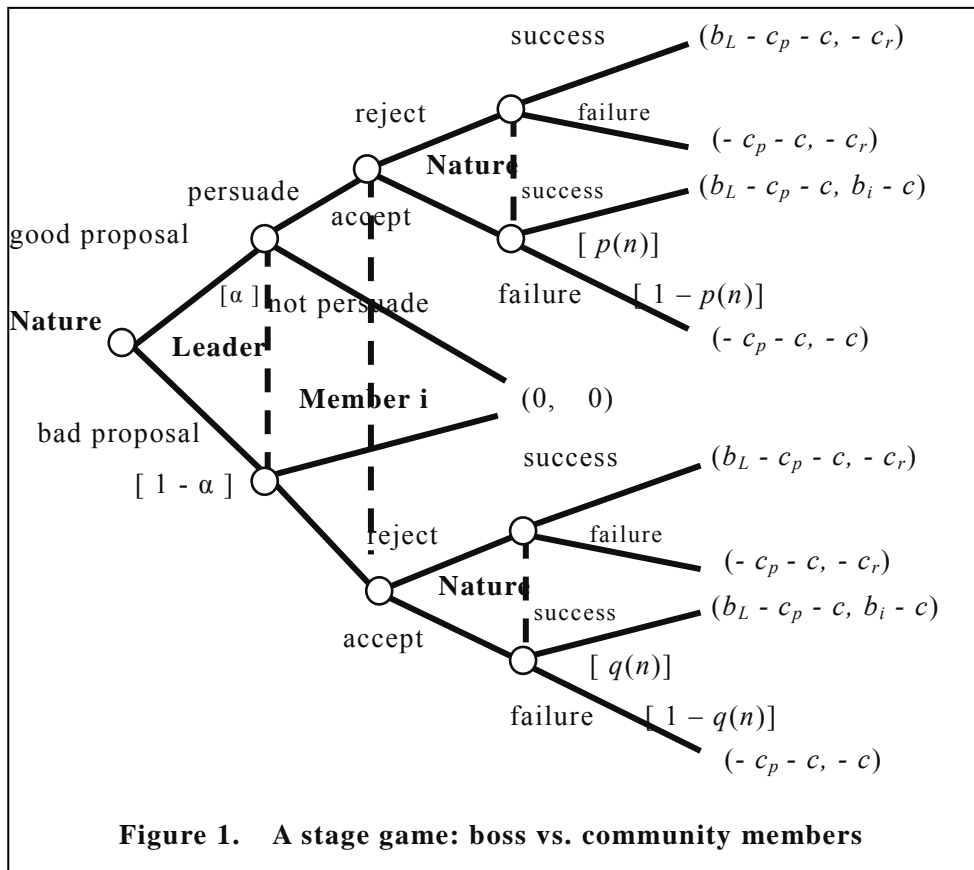 success
(b_L - c_p - c, - c_r)
reject
failure
(- c_p - c, - c_r)
Nature
persuade
success
(b_L - c_p - c, b_i - c)
accept
good proposal
[ p(n)]
failure
[ 1 – p(n)]
[α ]
not persuade
Nature
Leader
(- c_p - c, - c)
Member i
(0, 0)
bad proposal
success
(b_L - c_p - c, - c_r)
[ 1 - α ]
reject
failure
(- c_p - c, - c_r)
Nature
success
(b_L - c_p - c, b_i - c)
accept
[ q(n)]
failure
[ 1 – q(n)]
(- c_p - c, - c)
Figure 1. A stage game: boss vs. community members